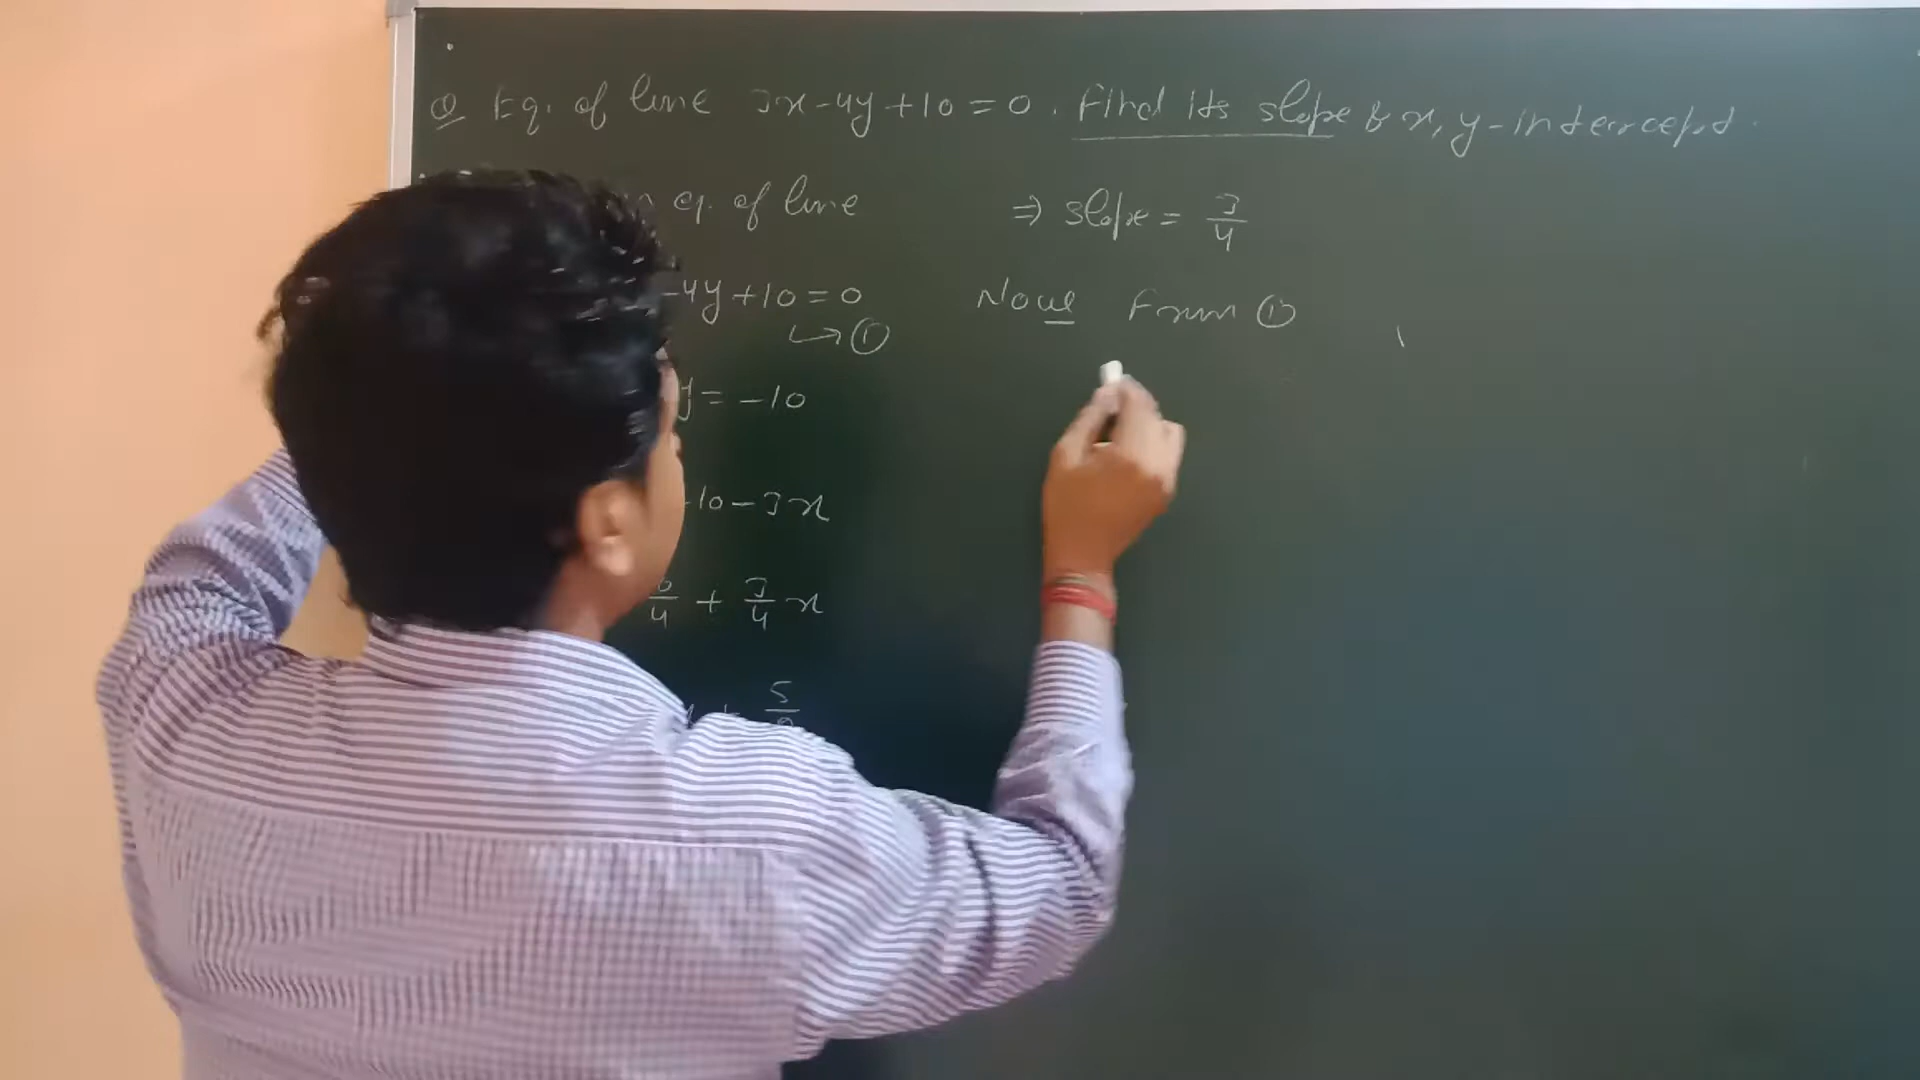 Q Eq. of line 3x-4y+10=0. Find its slope & x, y-intercept.
eq. of line
-4y+10=0
→①
y=-10
-10-3x
4 + 3/4 x
+ 5
⇒ slope = 3/4
Now From ①